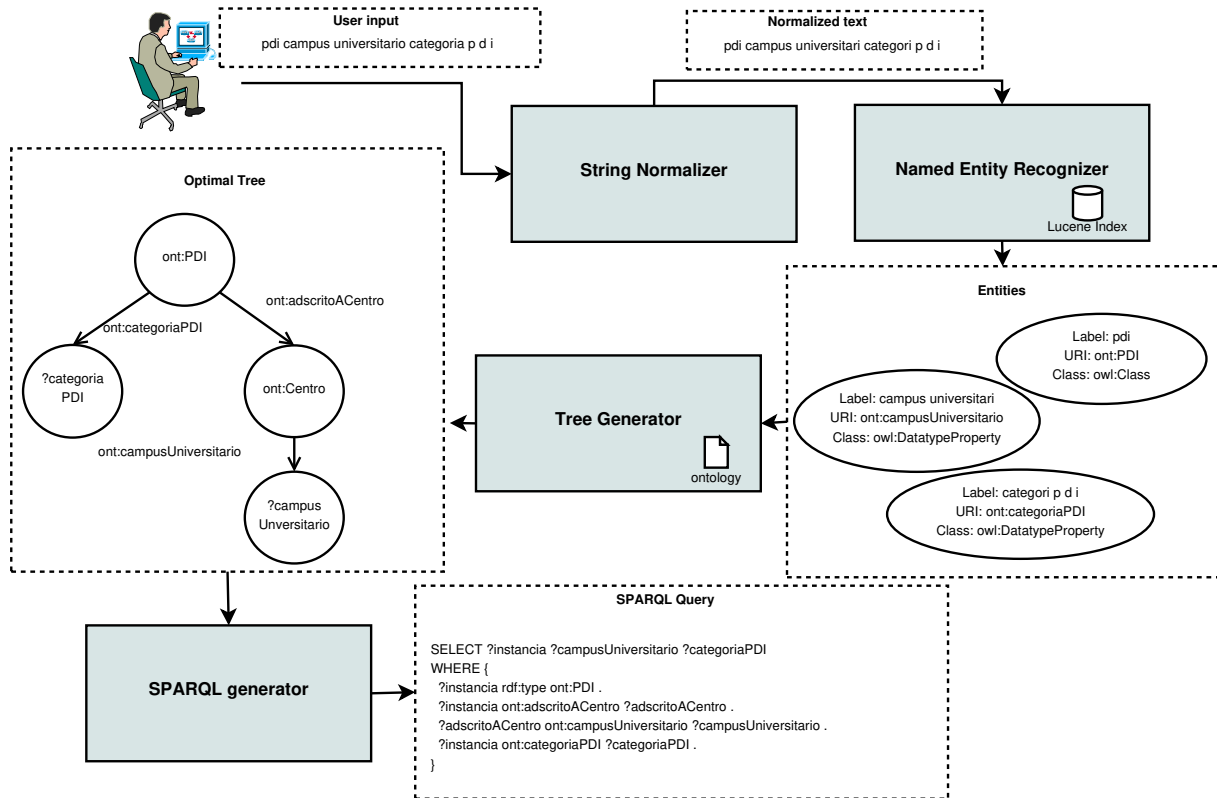 User input
pdi campus universitario categoria p d i
Normalized text
pdi campus universitari categori p d i
String Normalizer
Named Entity Recognizer
Lucene Index
Optimal Tree
ont:PDI
ont:adscritoACentro
ont:categoriaPDI
?categoria
PDI
ont:Centro
ont:campusUniversitario
?campus
Unversitario
Tree Generator
ontology
Entities
Label: pdi
URI: ont:PDI
Class: owl:Class
Label: campus universitari
URI: ont:campusUniversitario
Class: owl:DatatypeProperty
Label: categori p d i
URI: ont:categoriaPDI
Class: owl:DatatypeProperty
SPARQL generator
SPARQL Query
SELECT ?instancia ?campusUniversitario ?categoriaPDI
WHERE {
?instancia rdf:type ont:PDI .
?instancia ont:adscritoACentro ?adscritoACentro .
?adscritoACentro ont:campusUniversitario ?campusUniversitario .
?instancia ont:categoriaPDI ?categoriaPDI .
}